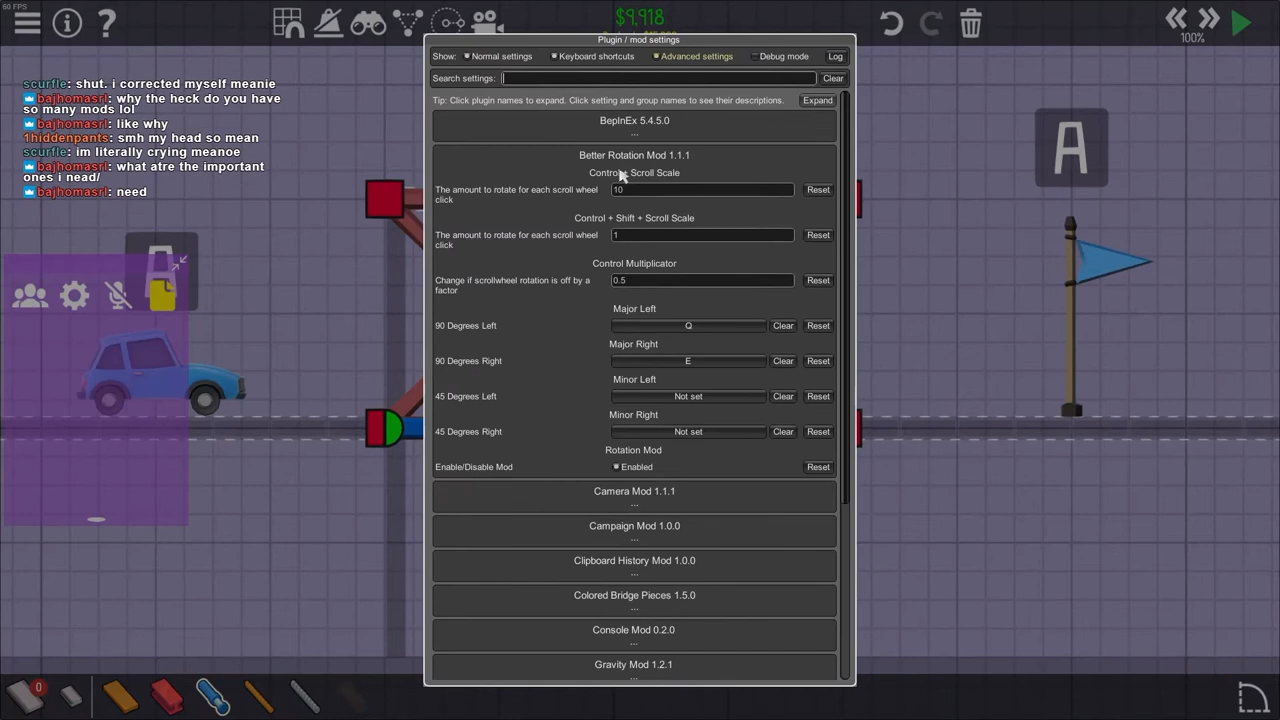 60 FPS
$9,918
100%
scurfle: shut. i corrected myself meanie
bajhomasrl: why the heck do you have
so many mods lol
bajhomasrl: like why
1hiddenpants: smh my head so mean
scurfle: im literally crying meanoe
bajhomasrl: what atre the important
ones i nead/
bajhomasrl: need
A
A
0
Plugin / mod settings
Show: Normal settings Keyboard shortcuts Advanced settings Debug mode Log
Search settings: Clear
Tip: Click plugin names to expand. Click setting and group names to see their descriptions. Expand
BepInEx 5.4.5.0
...
Better Rotation Mod 1.1.1
Control + Scroll Scale
The amount to rotate for each scroll wheel
click
10 Reset
Control + Shift + Scroll Scale
The amount to rotate for each scroll wheel
click
1 Reset
Control Multiplicator
Change if scrollwheel rotation is off by a
factor
0.5 Reset
Major Left
90 Degrees Left Q Clear Reset
Major Right
90 Degrees Right E Clear Reset
Minor Left
45 Degrees Left Not set Clear Reset
Minor Right
45 Degrees Right Not set Clear Reset
Rotation Mod
Enable/Disable Mod Enabled Reset
Camera Mod 1.1.1
...
Campaign Mod 1.0.0
...
Clipboard History Mod 1.0.0
...
Colored Bridge Pieces 1.5.0
...
Console Mod 0.2.0
...
Gravity Mod 1.2.1
...